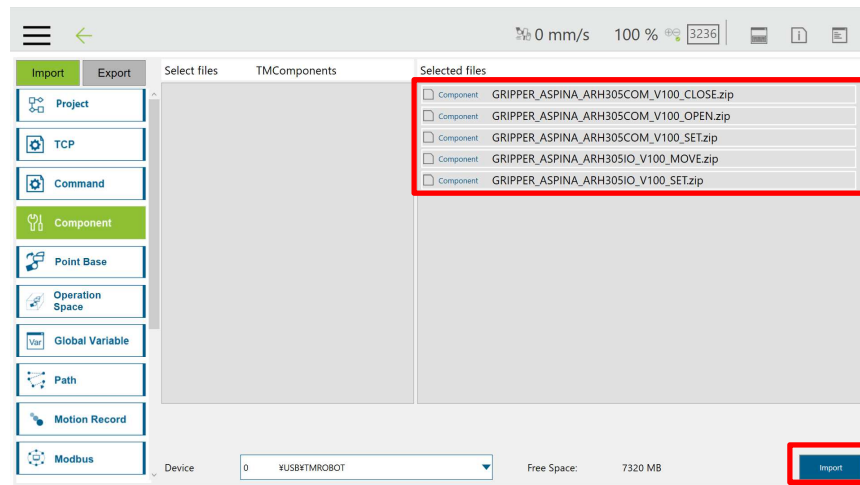 0 mm/s 100 % 3236
Import Export Select files TMComponents Selected files
Project
TCP
Command
Component
Point Base
Operation
Space
Var Global Variable
Path
Motion Record
Modbus
Component GRIPPER_ASPINA_ARH305COM_V100_CLOSE.zip
Component GRIPPER_ASPINA_ARH305COM_V100_OPEN.zip
Component GRIPPER_ASPINA_ARH305COM_V100_SET.zip
Component GRIPPER_ASPINA_ARH305IO_V100_MOVE.zip
Component GRIPPER_ASPINA_ARH305IO_V100_SET.zip
Device 0 ¥USB¥TMROBOT Free Space: 7320 MB Import